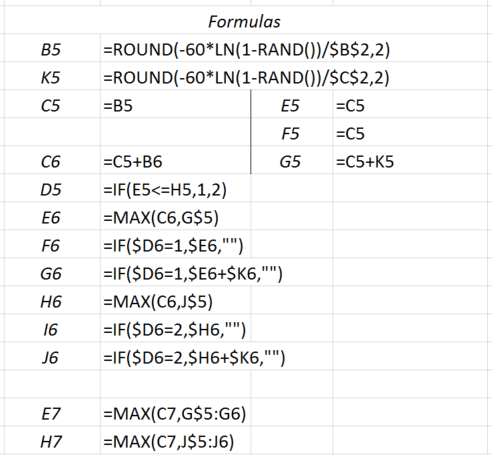 Formulas
B5 =ROUND(-60*LN(1-RAND())/$B$2,2)
K5 =ROUND(-60*LN(1-RAND())/$C$2,2)
C5 =B5 E5 =C5
F5 =C5
C6 =C5+B6 G5 =C5+K5
D5 =IF(E5<=H5,1,2)
E6 =MAX(C6,G$5)
F6 =IF($D6=1,$E6,"")
G6 =IF($D6=1,$E6+$K6,"")
H6 =MAX(C6,J$5)
I6 =IF($D6=2,$H6,"")
J6 =IF($D6=2,$H6+$K6,"")
E7 =MAX(C7,G$5:G6)
H7 =MAX(C7,J$5:J6)